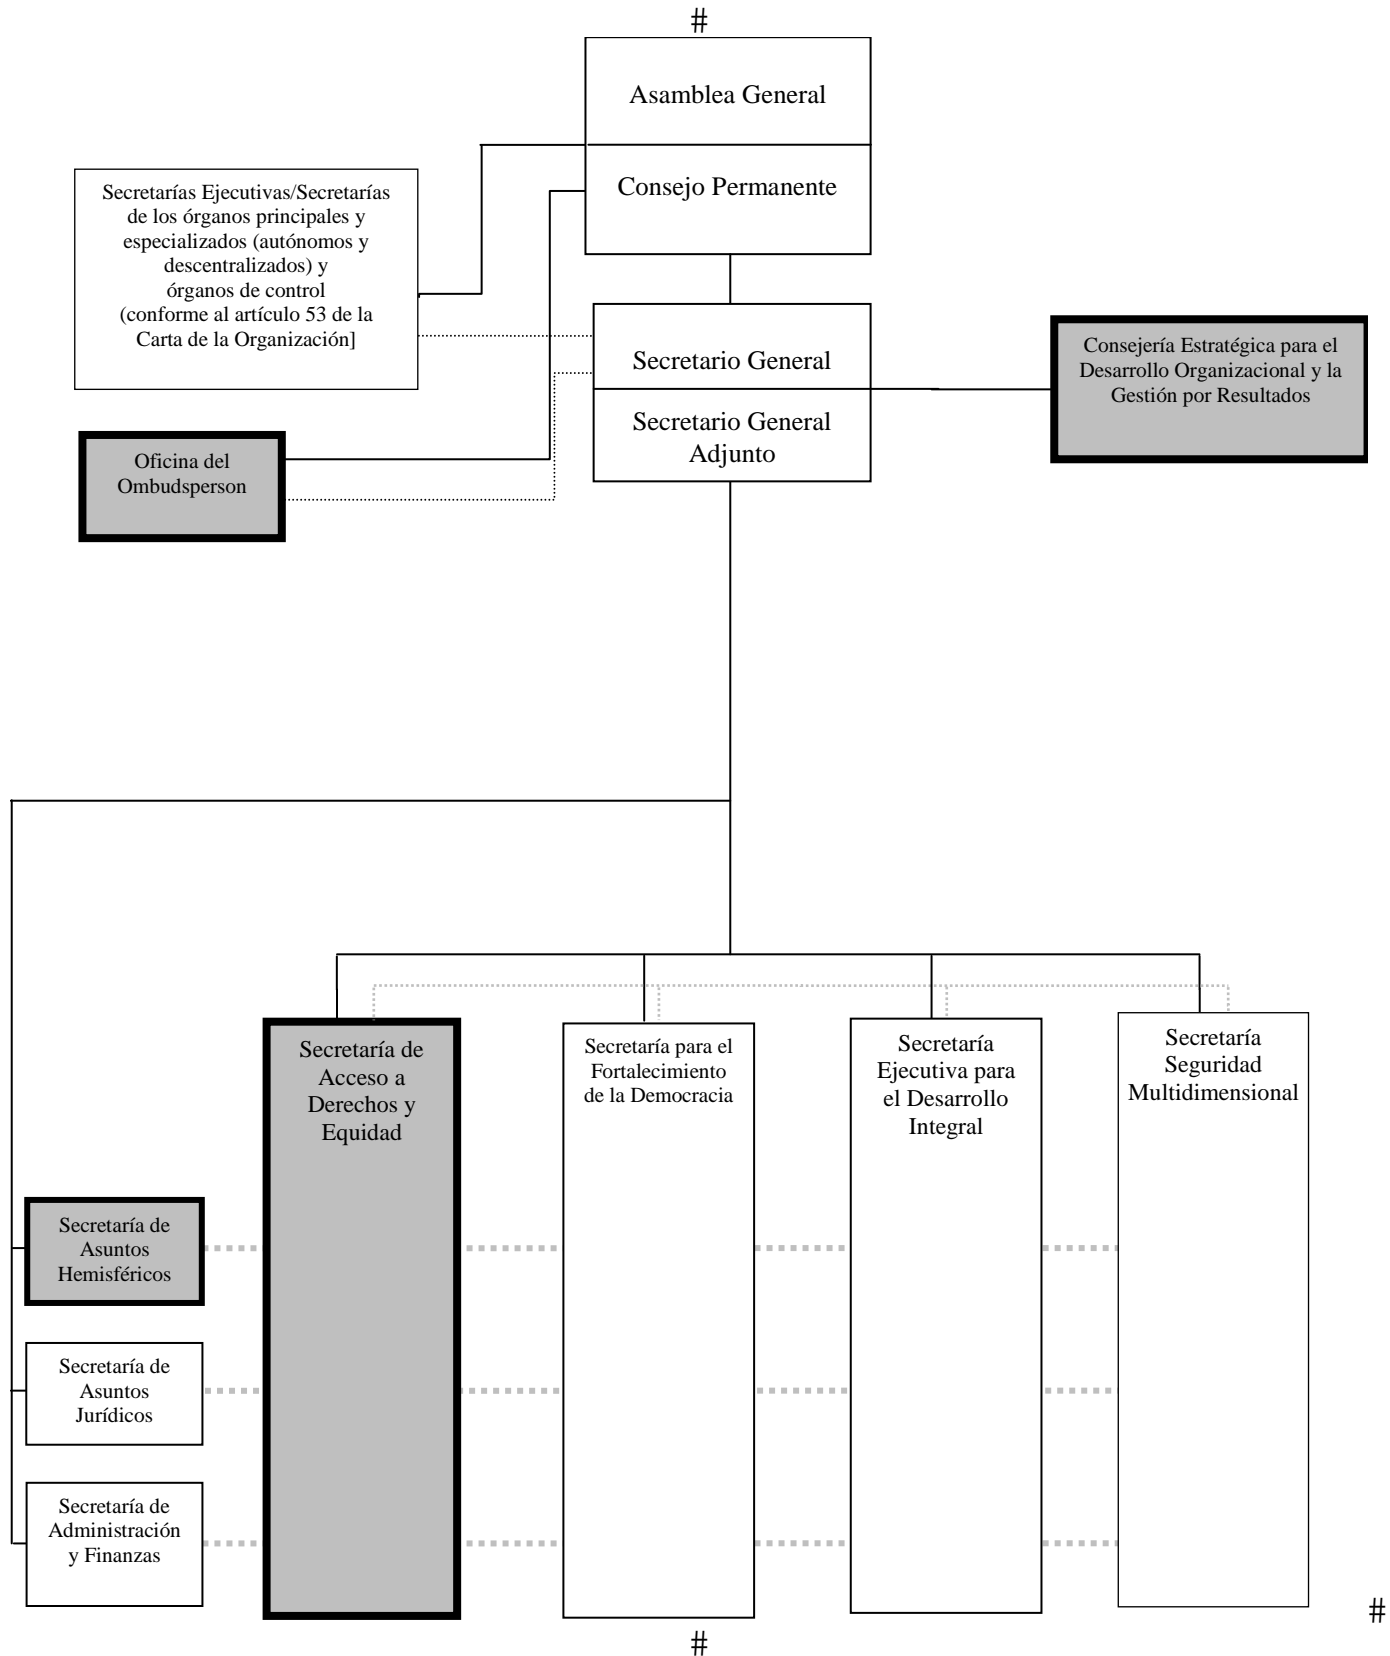 #
Asamblea General
Consejo Permanente
Secretarías Ejecutivas/Secretarías
de los órganos principales y
especializados (autónomos y
descentralizados) y
órganos de control
(conforme al artículo 53 de la
Carta de la Organización]
Secretario General
Secretario General
Adjunto
Consejería Estratégica para el
Desarrollo Organizacional y la
Gestión por Resultados
Oficina del
Ombudsperson
Secretaría de
Acceso a
Derechos y
Equidad
Secretaría para el
Fortalecimiento
de la Democracia
Secretaría
Ejecutiva para
el Desarrollo
Integral
Secretaría
Seguridad
Multidimensional
Secretaría de
Asuntos
Hemisféricos
Secretaría de
Asuntos
Jurídicos
Secretaría de
Administración
y Finanzas
#
#